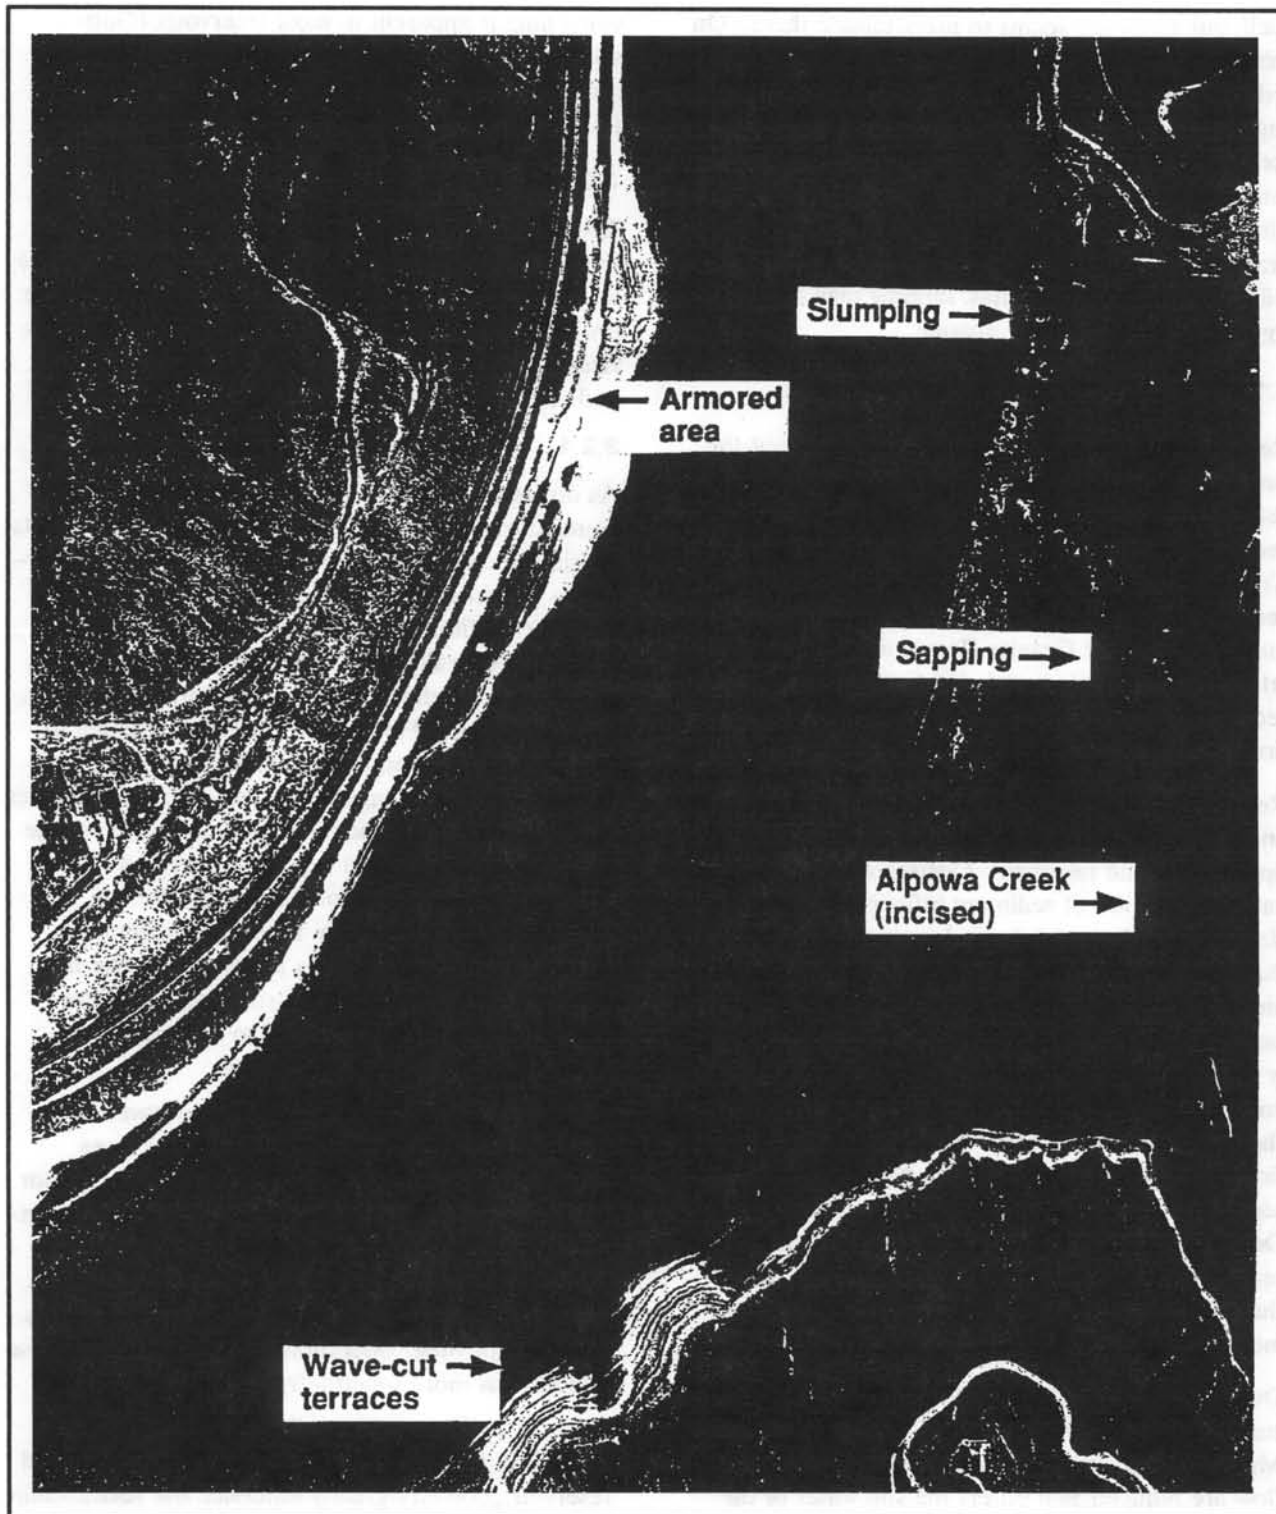 Slumping
Armored
area
Sapping
Alpowa Creek
(incised)
Wave-cut
terraces